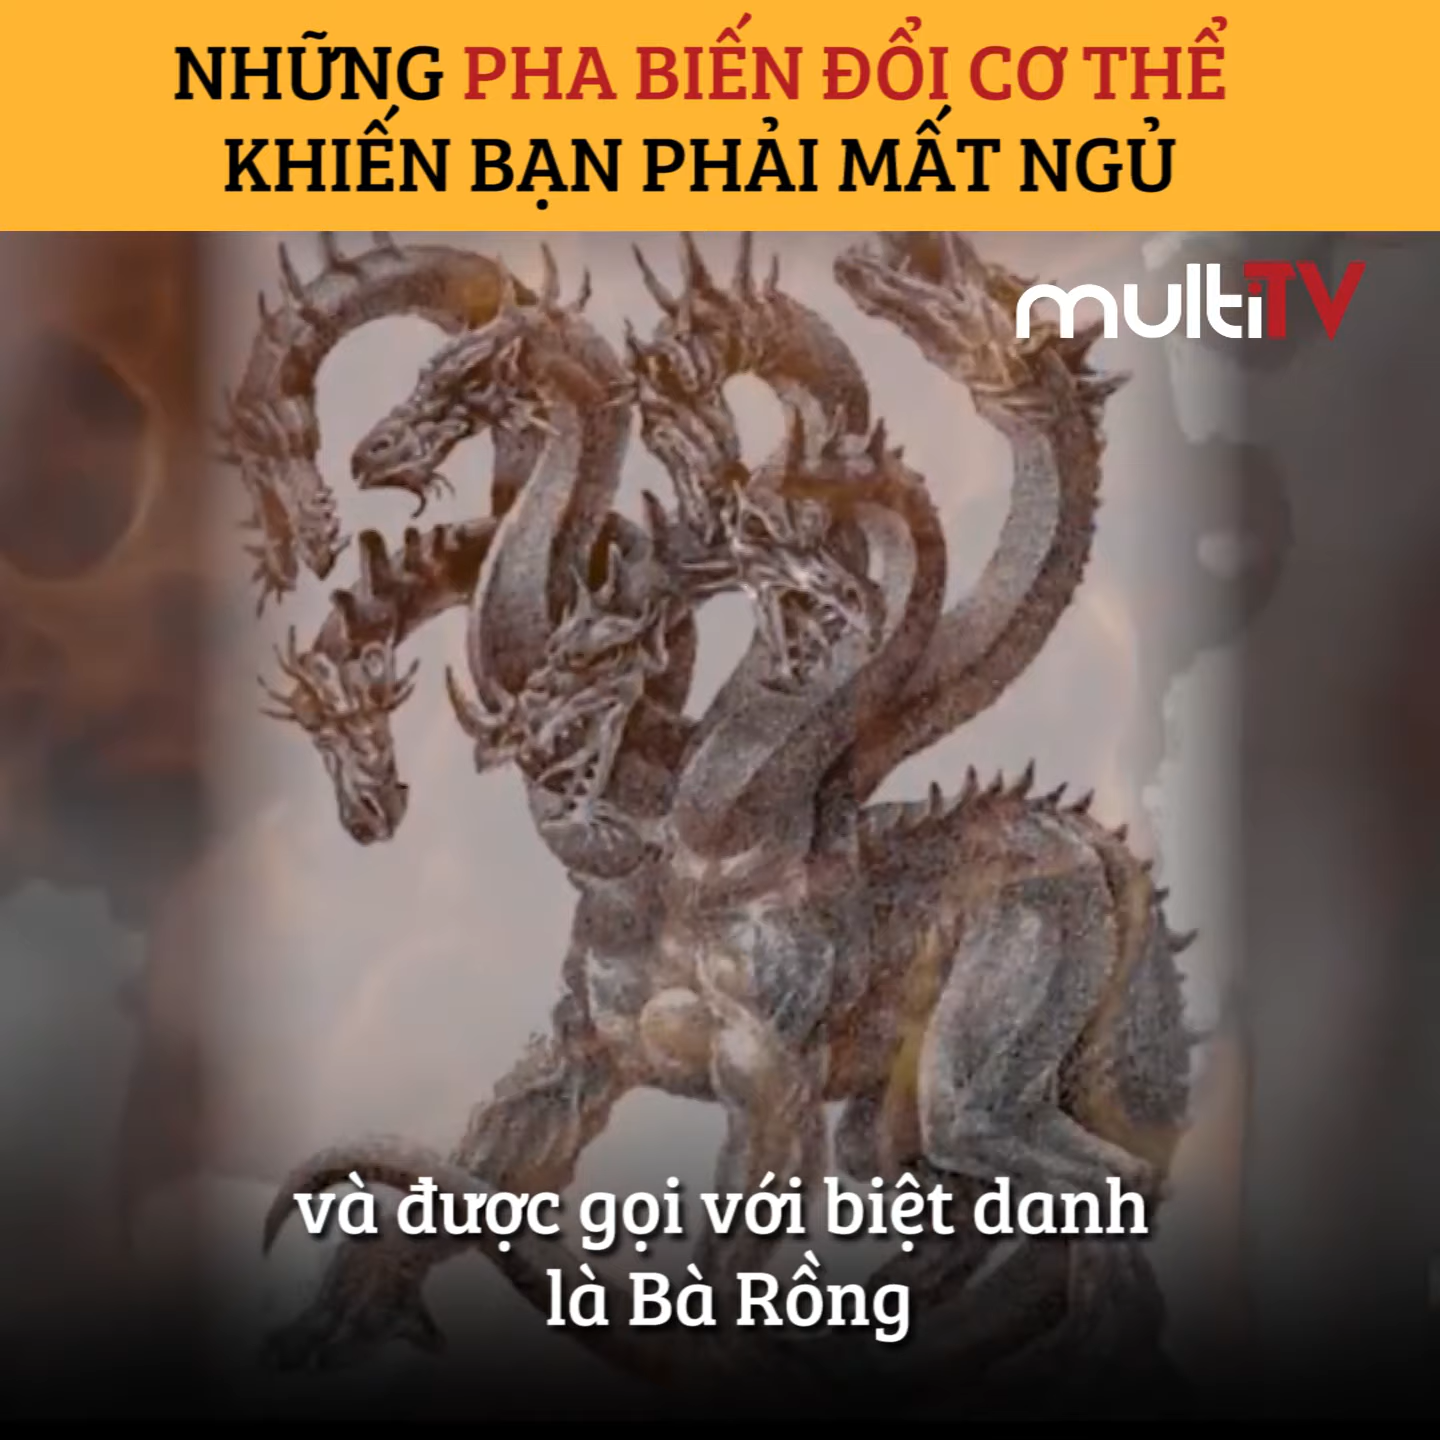 NHỮNG PHA BIẾN ĐỔI CƠ THỂ
KHIẾN BẠN PHẢI MẤT NGỦ
multiTV
và được gọi với biệt danh
là Bà Rồng